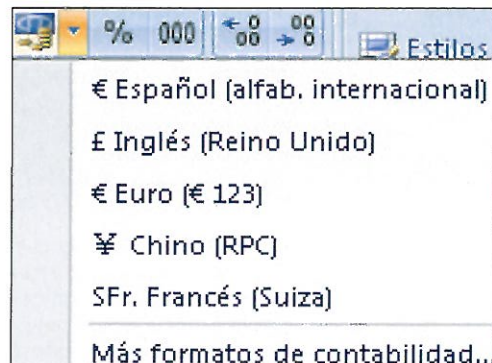 % 000 ←0 00 00 →0 Estilos
€ Español (alfab. internacional)
£ Inglés (Reino Unido)
€ Euro (€ 123)
¥ Chino (RPC)
SFr. Francés (Suiza)
Más formatos de contabilidad...